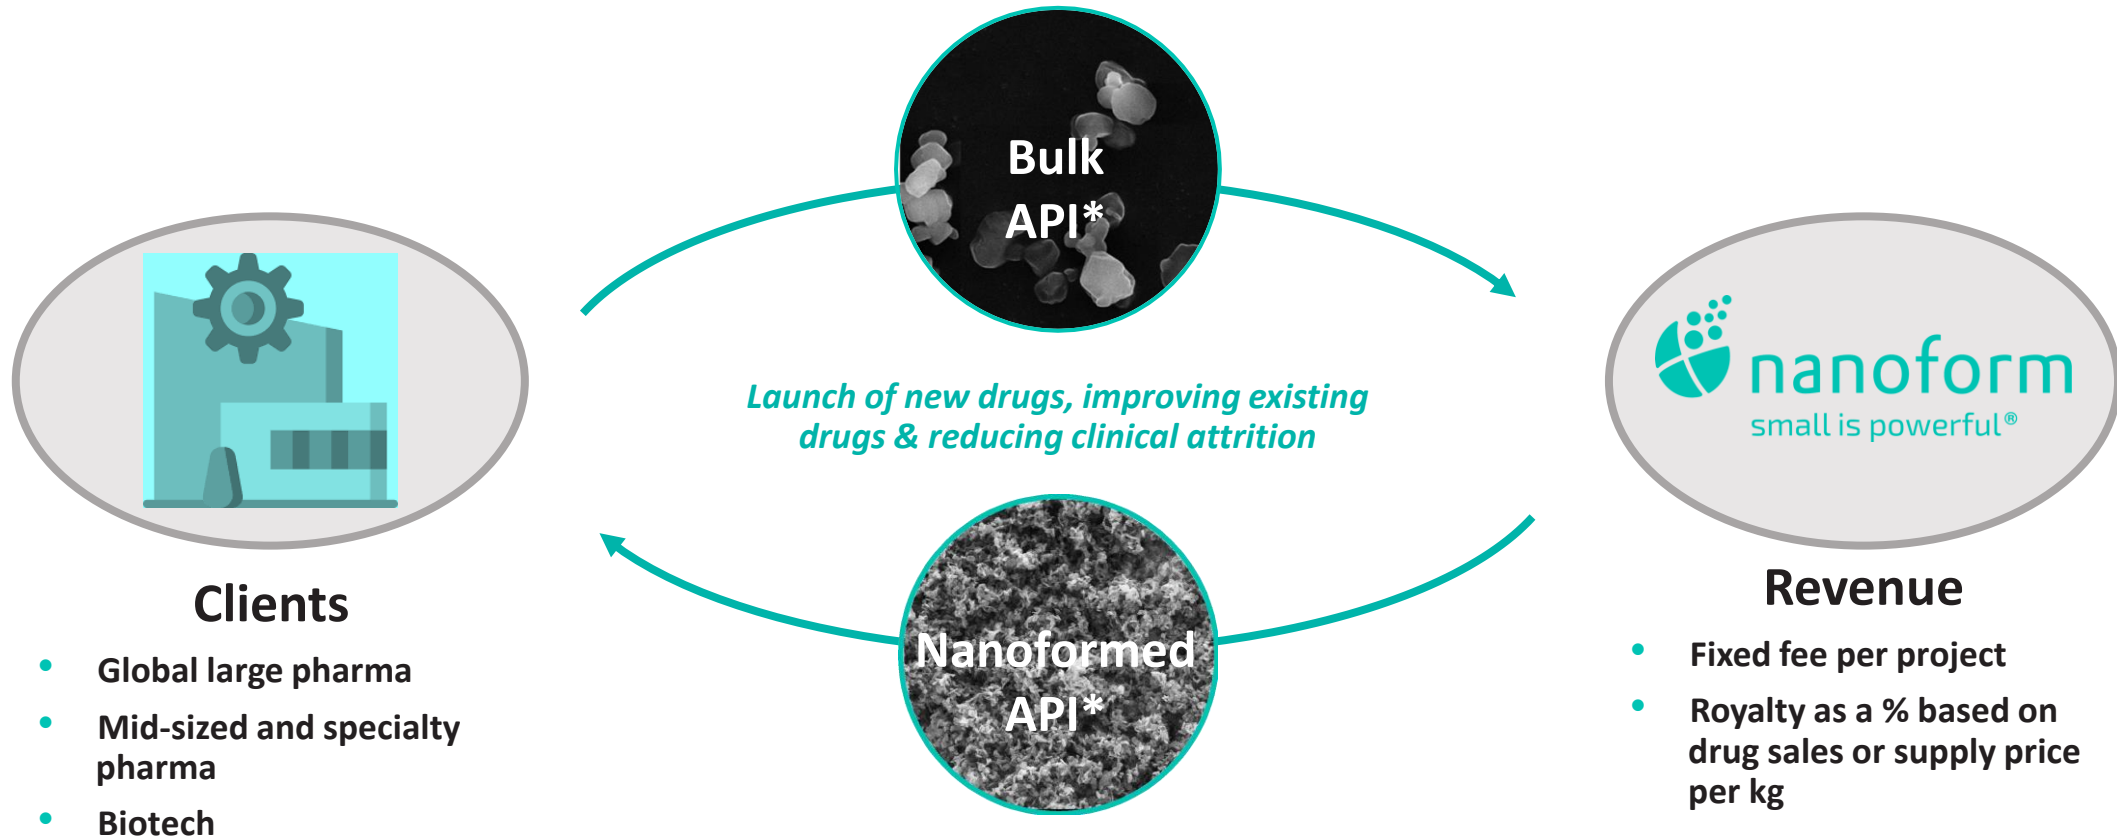 Bulk
API*
nanoform
small is powerful®
Launch of new drugs, improving existing
drugs & reducing clinical attrition
Nanoformed
API*
Clients
• Global large pharma
• Mid-sized and specialty
pharma
• Biotech
Revenue
• Fixed fee per project
• Royalty as a % based on
drug sales or supply price
per kg